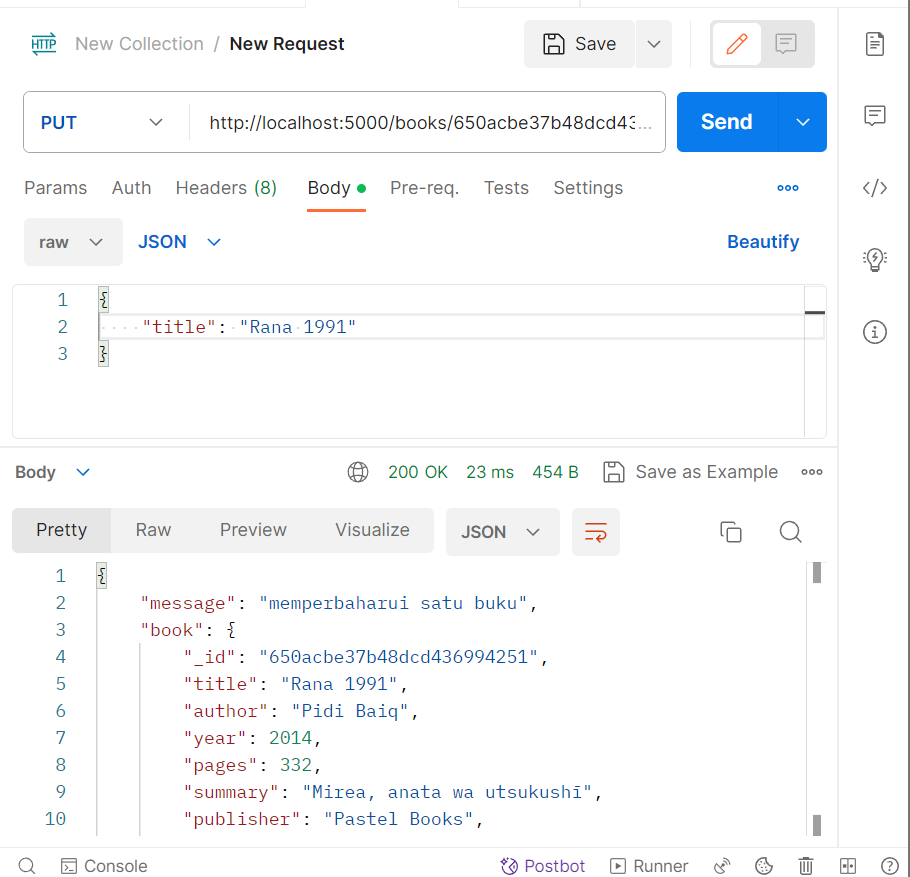 HTTP New Collection / New Request Save
PUT http://localhost:5000/books/650acbe37b48dcd43... Send
Params Auth Headers (8) Body Pre-req. Tests Settings
raw JSON Beautify
1 {
2 "title": "Rana 1991"
3 }
Body 200 OK 23 ms 454 B Save as Example
Pretty Raw Preview Visualize JSON
1 {
2 "message": "memperbaharui satu buku",
3 "book": {
4 "_id": "650acbe37b48dcd436994251",
5 "title": "Rana 1991",
6 "author": "Pidi Baiq",
7 "year": 2014,
8 "pages": 332,
9 "summary": "Mirea, anata wa utsukushī",
10 "publisher": "Pastel Books",
Console Postbot Runner